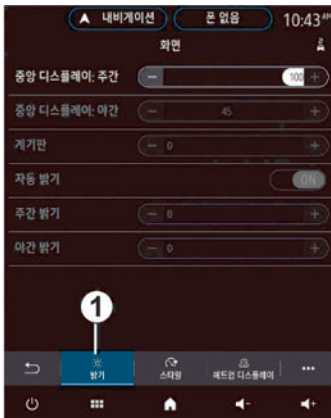 내비게이션 폰 없음 10:43 AM
화면
중앙 디스플레이: 주간 − 100 +
중앙 디스플레이: 야간 − 45 +
계기판 − 0 +
자동 밝기 ON
주간 밝기 − 0 +
야간 밝기 − 0 +
1
밝기 스타일 헤드업 디스플레이 •••
− +